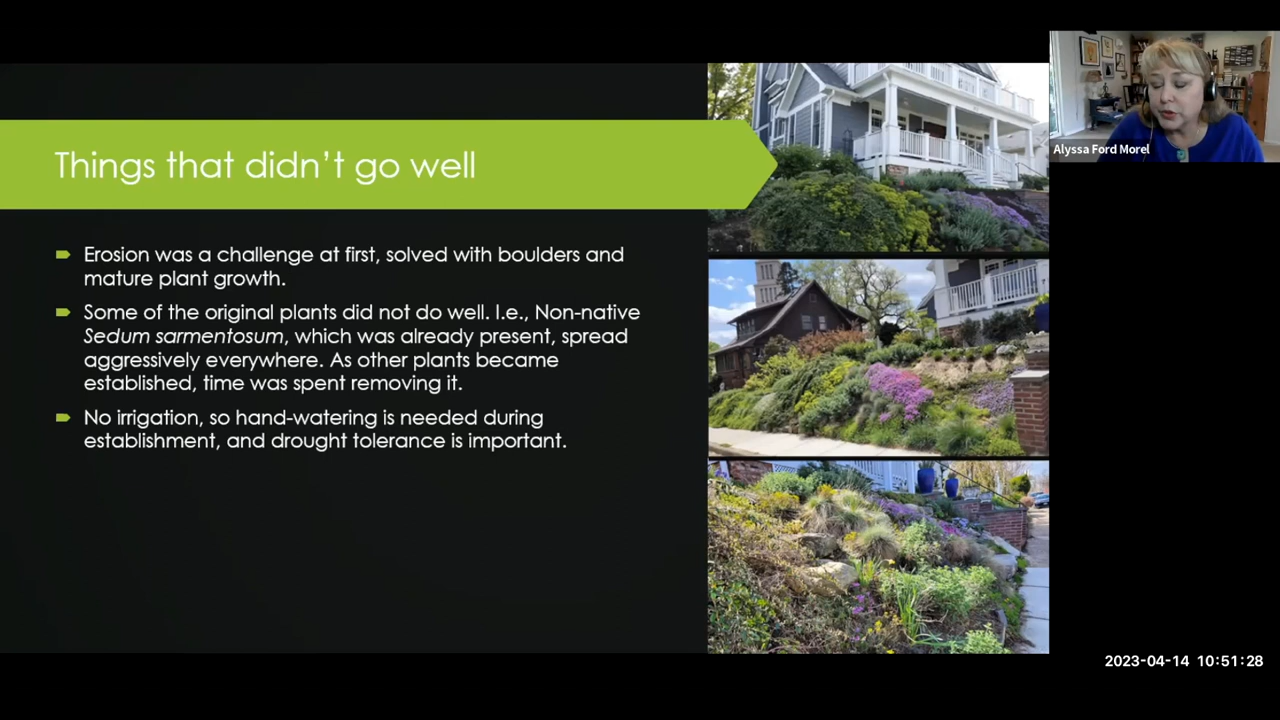 Things that didn't go well
Erosion was a challenge at first, solved with boulders and
mature plant growth.
Some of the original plants did not do well. I.e., Non-native
Sedum sarmentosum, which was already present, spread
aggressively everywhere. As other plants became
established, time was spent removing it.
No irrigation, so hand-watering is needed during
establishment, and drought tolerance is important.
Alyssa Ford Morel
2023-04-14 10:51:28